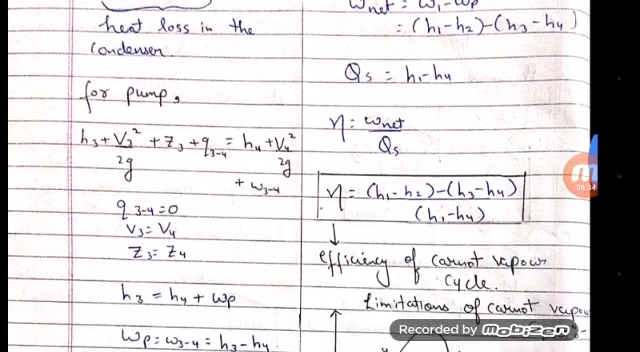 heat loss in the
Condenser
for pump,
h3 + V3²/2g + Z3 + q3-4 = h4 + V4²/2g
+ w3-4
q3-4 = 0
V3 = V4
Z3 = Z4
h3 = h4 + wp
Wp = w3-4 = h3 - h4.
Wnet = W1 - Wp
= (h1-h2)-(h3-h4)
Qs = h1-h4
η = wnet/Qs
η = (h1-h2)-(h3-h4)/(h1-h4)
efficiency of carnot vapour
cycle.
Limitations of carnot vapou
06:34
Recorded by mobizen